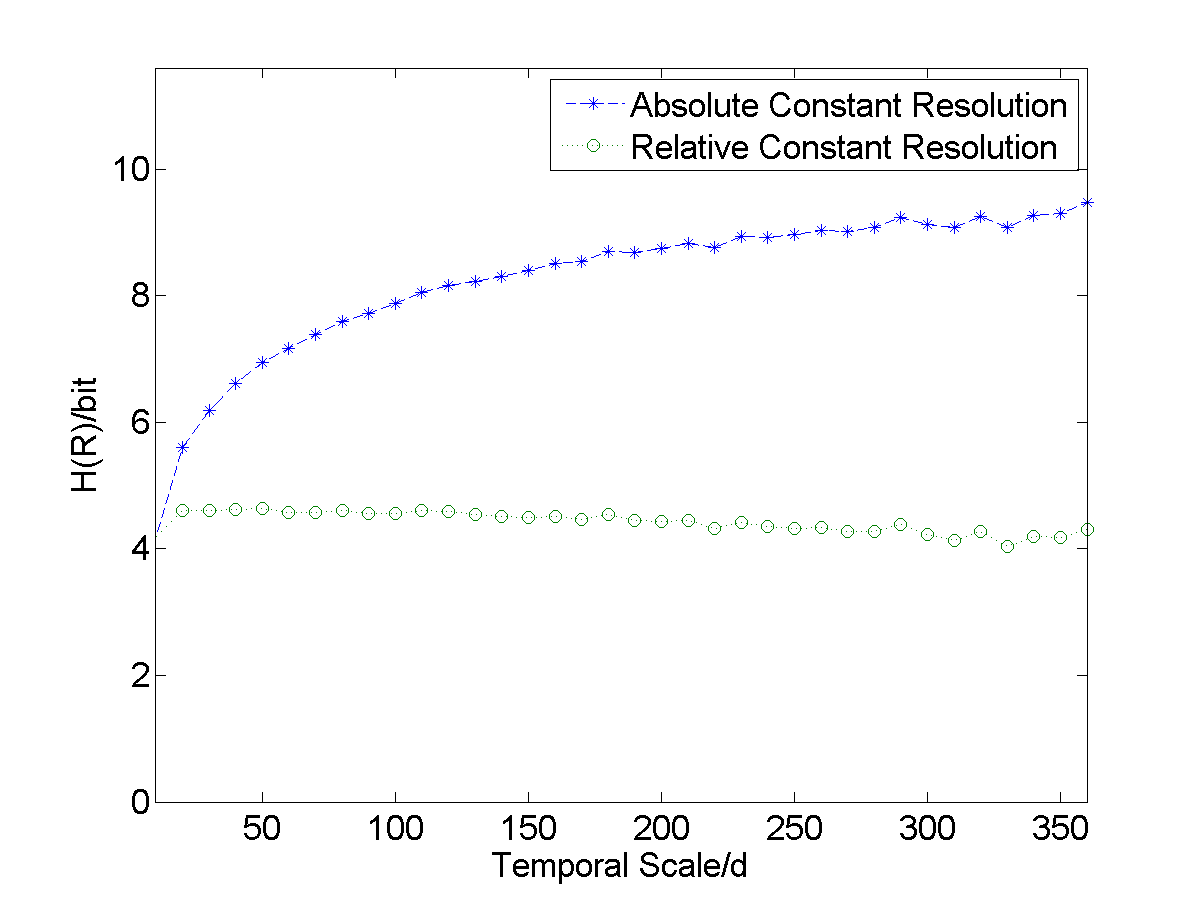 Absolute Constant Resolution
Relative Constant Resolution
H(R)/bit
10
8
6
4
2
0
50 100 150 200 250 300 350
Temporal Scale/d